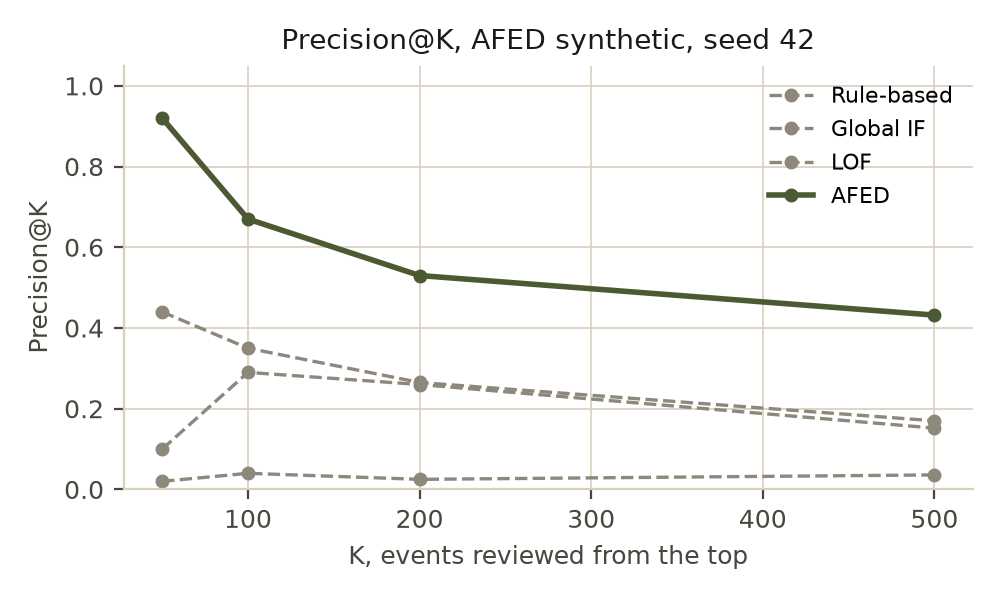 Precision@K, AFED synthetic, seed 42
Precision@K
1.0
0.8
0.6
0.4
0.2
0.0
Rule-based
Global IF
LOF
AFED
100
200
300
400
500
K, events reviewed from the top